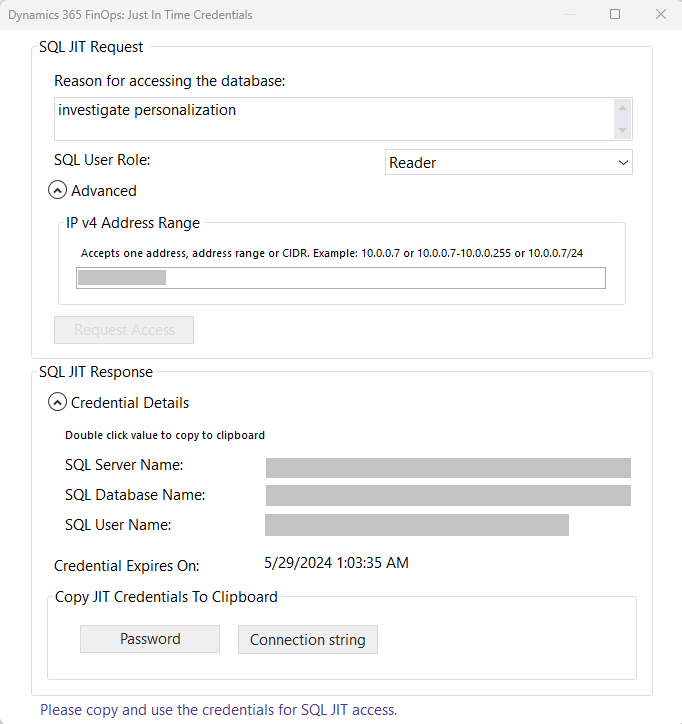 Dynamics 365 FinOps: Just In Time Credentials
SQL JIT Request
Reason for accessing the database:
investigate personalization
SQL User Role:
Reader
Advanced
IP v4 Address Range
Accepts one address, address range or CIDR. Example: 10.0.0.7 or 10.0.0.7-10.0.0.255 or 10.0.0.7/24
Request Access
SQL JIT Response
Credential Details
Double click value to copy to clipboard
SQL Server Name:
SQL Database Name:
SQL User Name:
Credential Expires On:
5/29/2024 1:03:35 AM
Copy JIT Credentials To Clipboard
Password
Connection string
Please copy and use the credentials for SQL JIT access.